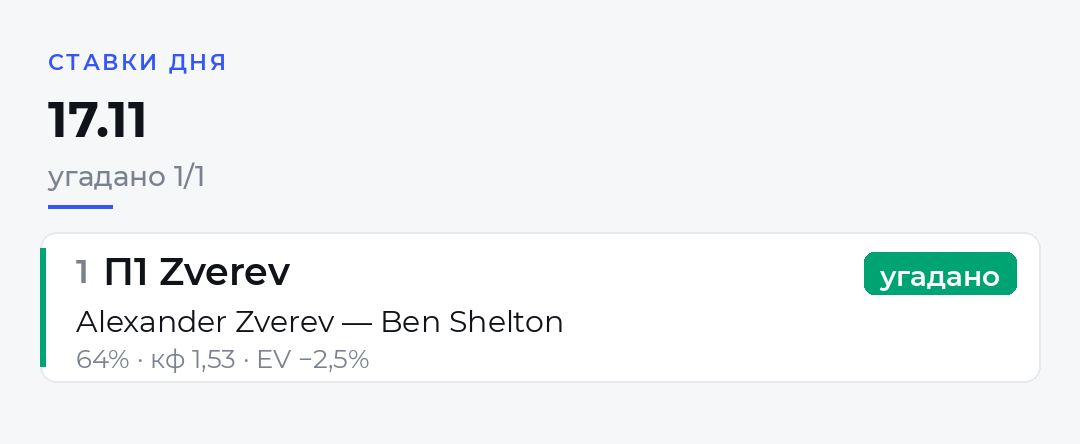 СТАВКИ ДНЯ
17.11
угадано 1/1
1 П1 Zverev
угадано
Alexander Zverev — Ben Shelton
64% · кф 1,53 · EV −2,5%